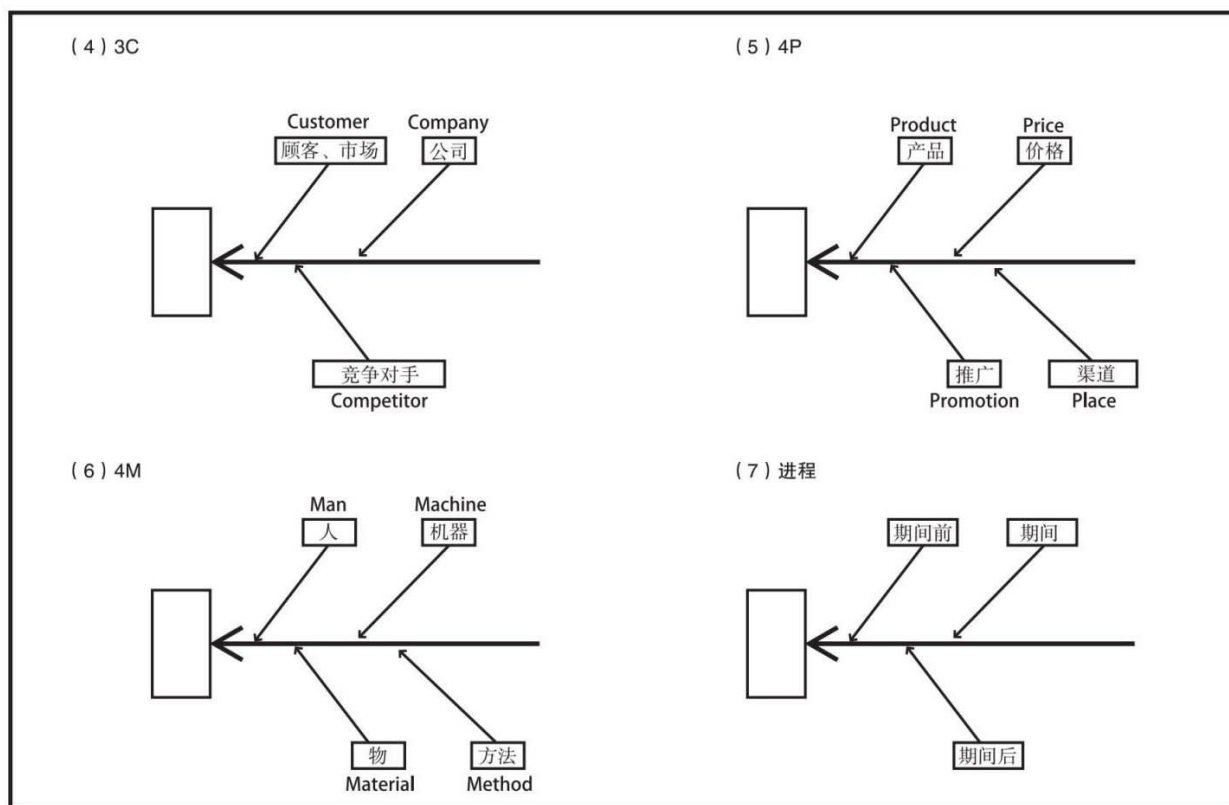 (4)3C
Customer
顾客、市场
Company
公司
竞争对手
Competitor
(5)4P
Product
产品
Price
价格
推广
Promotion
渠道
Place
(6)4M
Man
人
Machine
机器
物
Material
方法
Method
(7)进程
期间前
期间
期间后